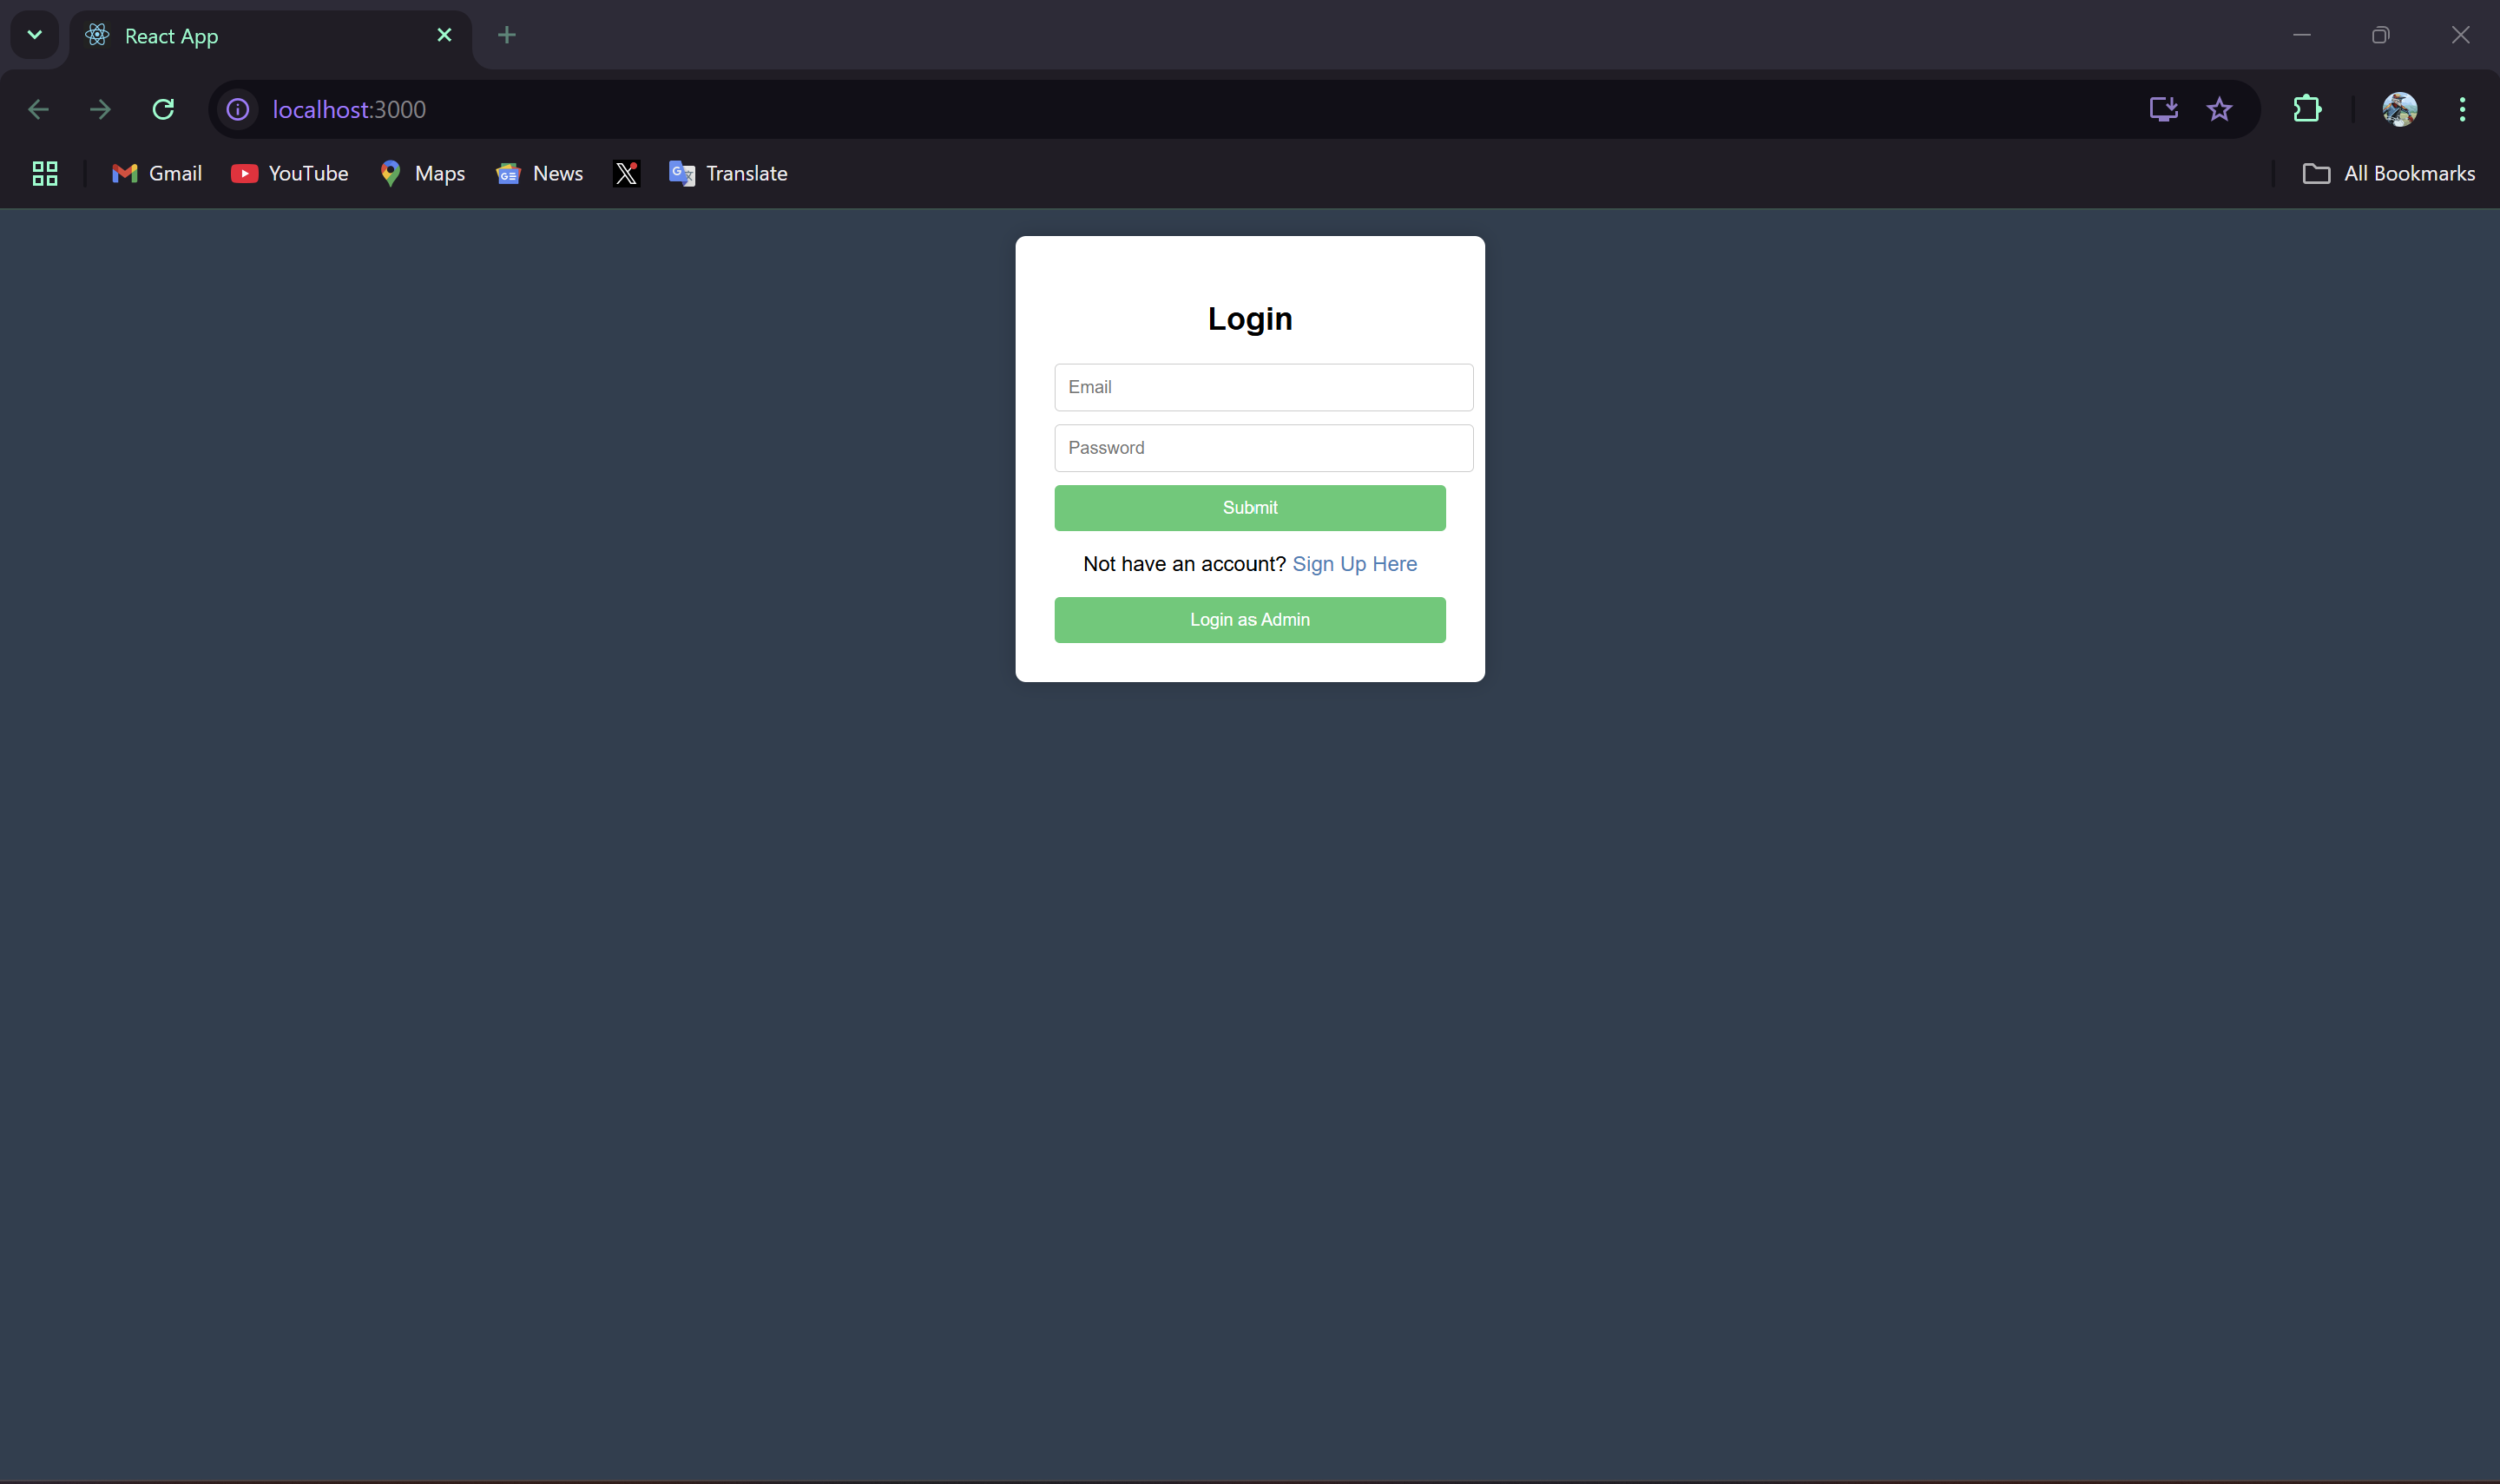 React App
localhost:3000
Gmail YouTube Maps News Translate All Bookmarks
Login
Email
Password
Submit
Not have an account? Sign Up Here
Login as Admin